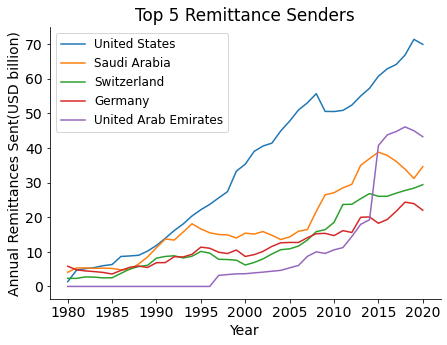 Top 5 Remittance Senders
Annual Remittances Sent(USD billion)
70
60
50
40
30
20
10
0
United States
Saudi Arabia
Switzerland
Germany
United Arab Emirates
1980 1985 1990 1995 2000 2005 2010 2015 2020
Year